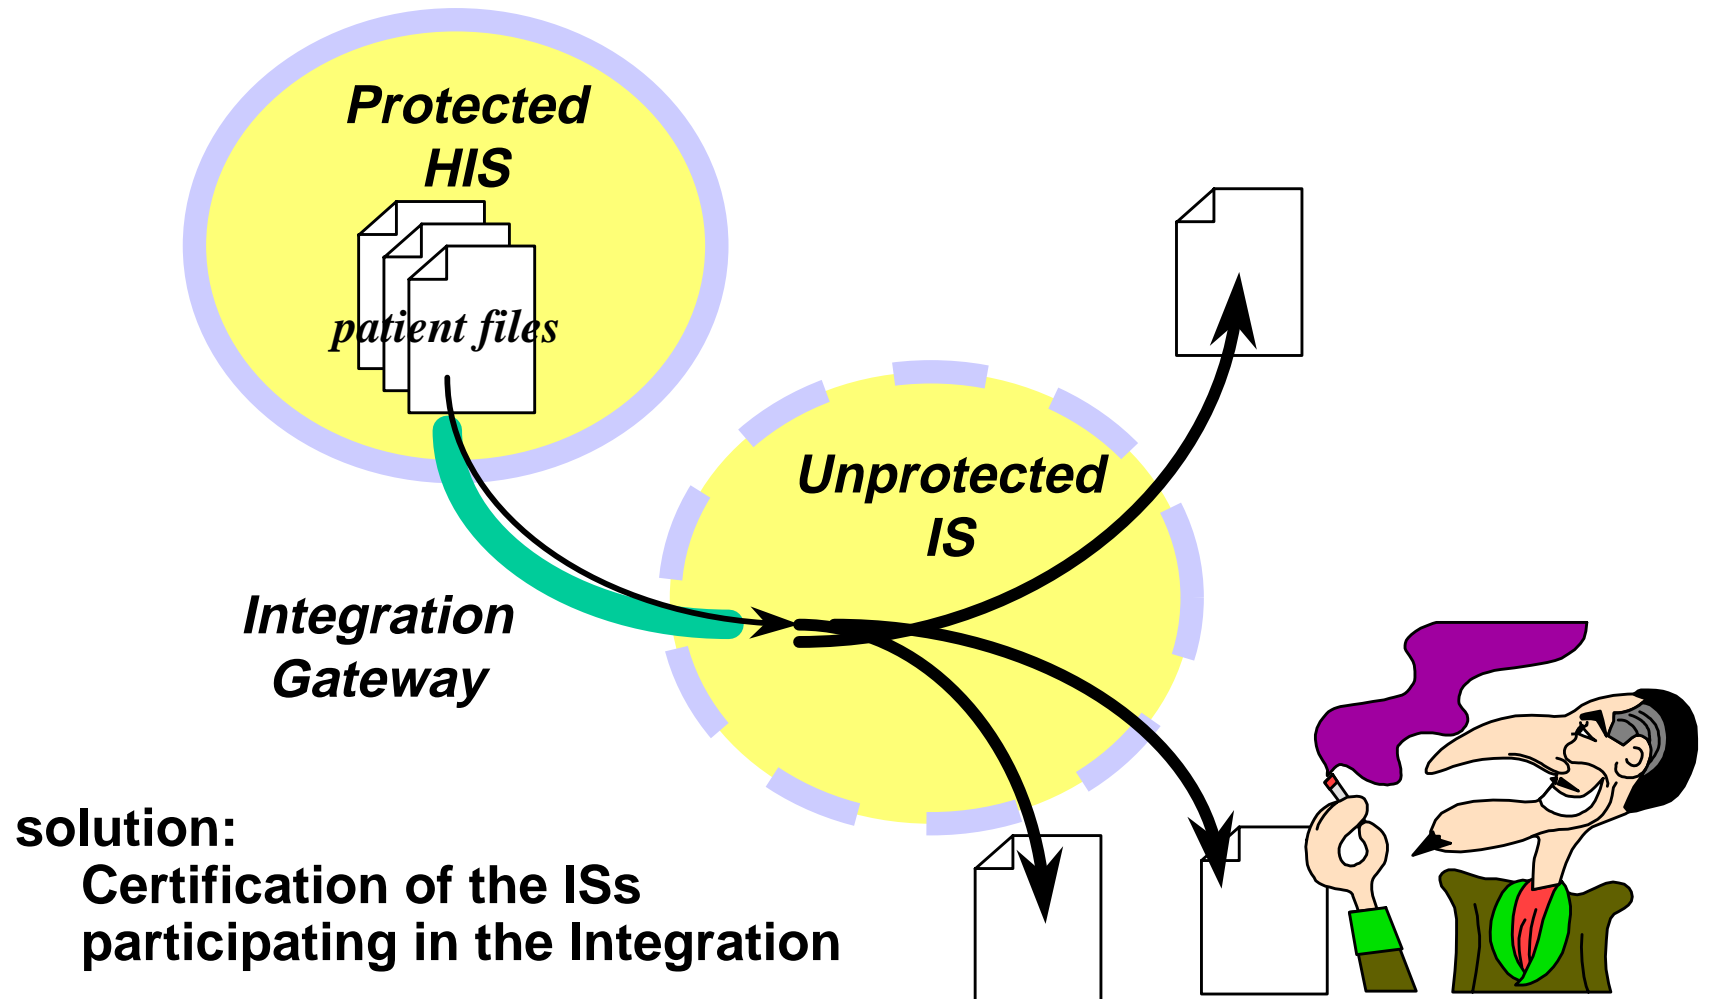 Protected
HIS
patient files
Unprotected
IS
Integration
Gateway
solution:
Certification of the ISs
participating in the Integration